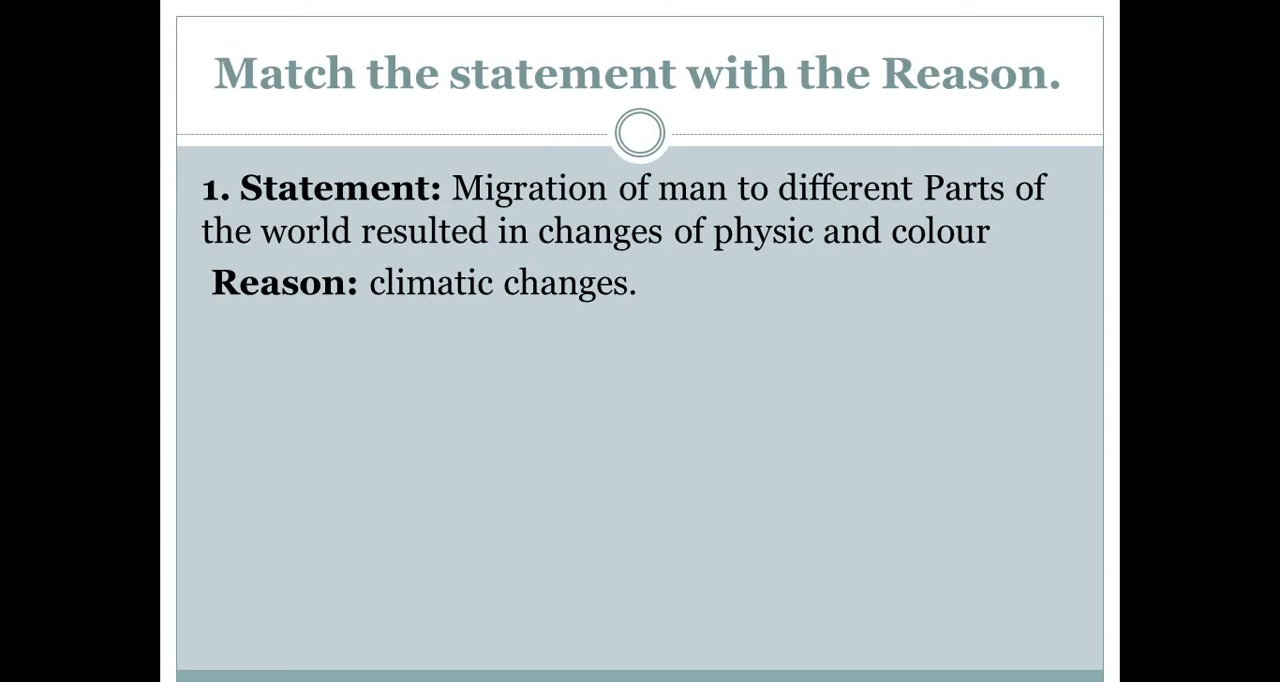 Match the statement with the Reason.
1. Statement: Migration of man to different Parts of
the world resulted in changes of physic and colour
Reason: climatic changes.